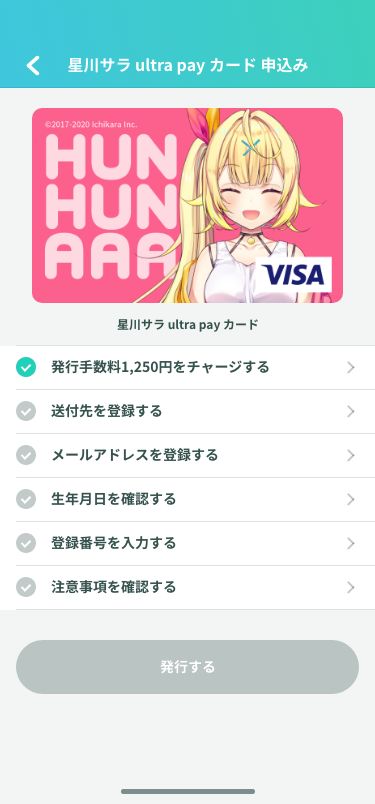 星川サラ ultra pay カード 申込み
©2017-2020 Ichikara Inc.
HUN
HUN
AAA
VISA
星川サラ ultra pay カード
発行手数料1,250円をチャージする
送付先を登録する
メールアドレスを登録する
生年月日を確認する
登録番号を入力する
注意事項を確認する
発行する